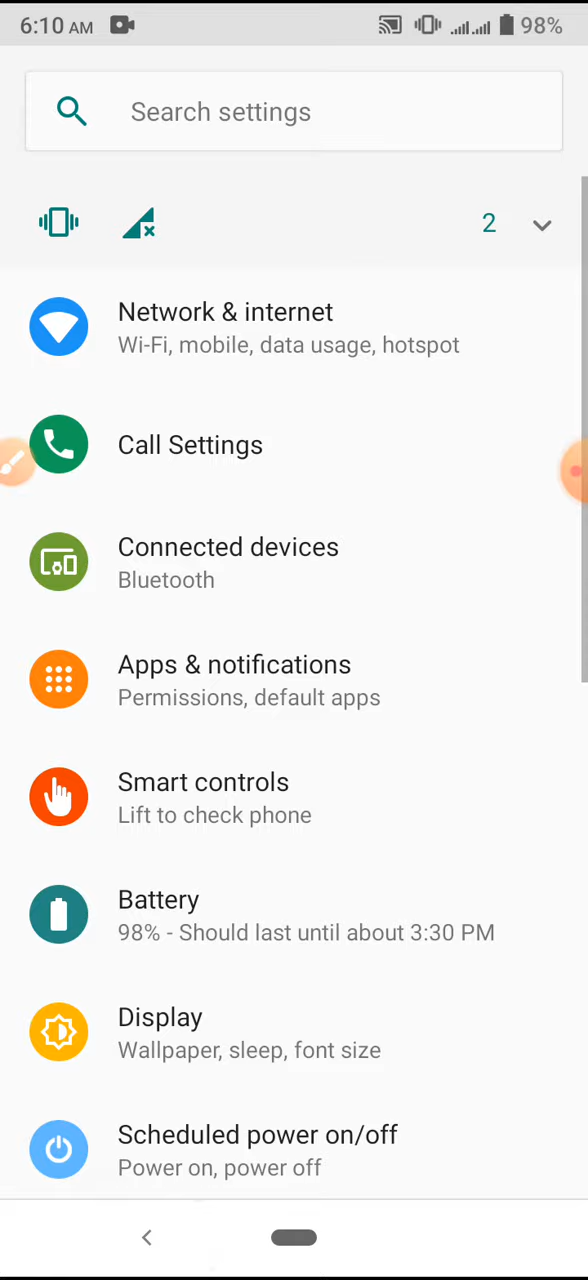 6:10 AM 98%
Search settings
2
Network & internet
Wi-Fi, mobile, data usage, hotspot
Call Settings
Connected devices
Bluetooth
Apps & notifications
Permissions, default apps
Smart controls
Lift to check phone
Battery
98% - Should last until about 3:30 PM
Display
Wallpaper, sleep, font size
Scheduled power on/off
Power on, power off